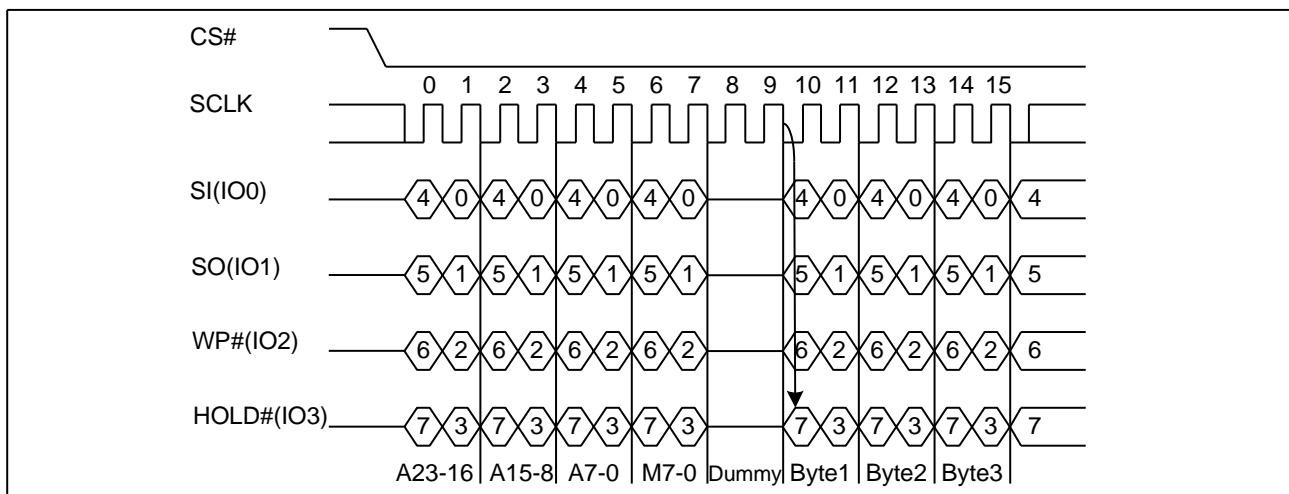 CS#
0 1 2 3 4 5 6 7 8 9 10 11 12 13 14 15
SCLK
SI(IO0) 4 0 4 0 4 0 4 0 4 0 4 0 4 0 4
SO(IO1) 5 1 5 1 5 1 5 1 5 1 5 1 5 1 5
WP#(IO2) 6 2 6 2 6 2 6 2 6 2 6 2 6 2 6
HOLD#(IO3) 7 3 7 3 7 3 7 3 7 3 7 3 7 3 7
A23-16 A15-8 A7-0 M7-0 Dummy Byte1 Byte2 Byte3